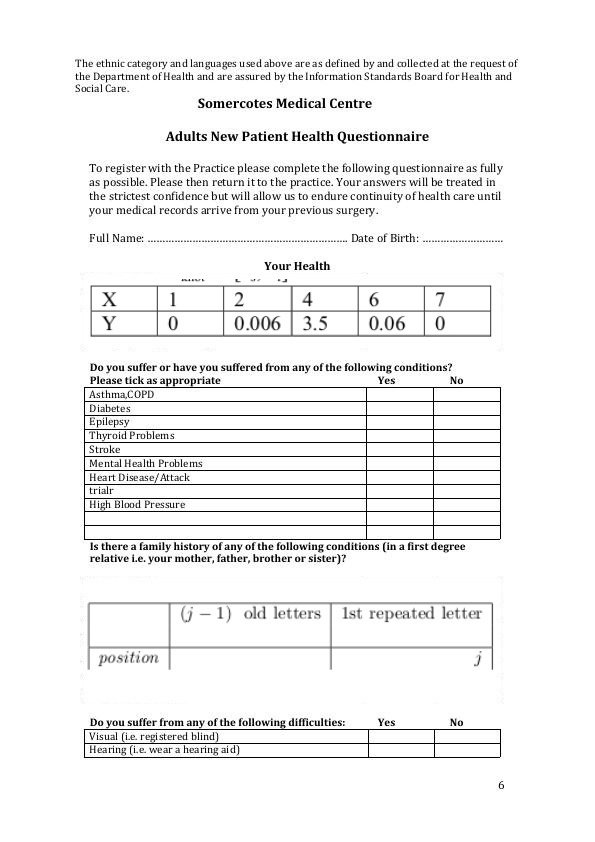 The ethnic category and languages used above are as defined by and collected at the request of
the Department of Health and are assured by the Information Standards Board for Health and
Social Care.
Somercotes Medical Centre
Adults New Patient Health Questionnaire
To register with the Practice please complete the following questionnaire as fully
as possible. Please then return it to the practice. Your answers will be treated in
the strictest confidence but will allow us to endure continuity of health care until
your medical records arrive from your previous surgery.
Full Name: ………………………………………………………… Date of Birth: ………………………
Your Health
X 1 2 4 6 7
Y 0 0.006 3.5 0.06 0
Do you suffer or have you suffered from any of the following conditions?
Please tick as appropriate Yes No
Asthma,COPD
Diabetes
Epilepsy
Thyroid Problems
Stroke
Mental Health Problems
Heart Disease/Attack
trialr
High Blood Pressure
Is there a family history of any of the following conditions (in a first degree
relative i.e. your mother, father, brother or sister)?
(j − 1) old letters 1st repeated letter
position j
Do you suffer from any of the following difficulties: Yes No
Visual (i.e. registered blind)
Hearing (i.e. wear a hearing aid)
6